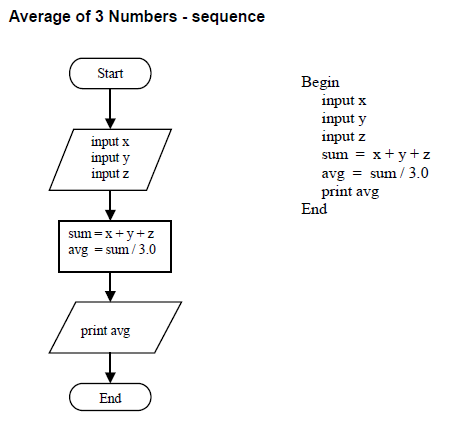 Average of 3 Numbers - sequence
Start
input x
input y
input z
sum = x + y + z
avg = sum / 3.0
print avg
End
Begin
input x
input y
input z
sum = x + y + z
avg = sum / 3.0
print avg
End